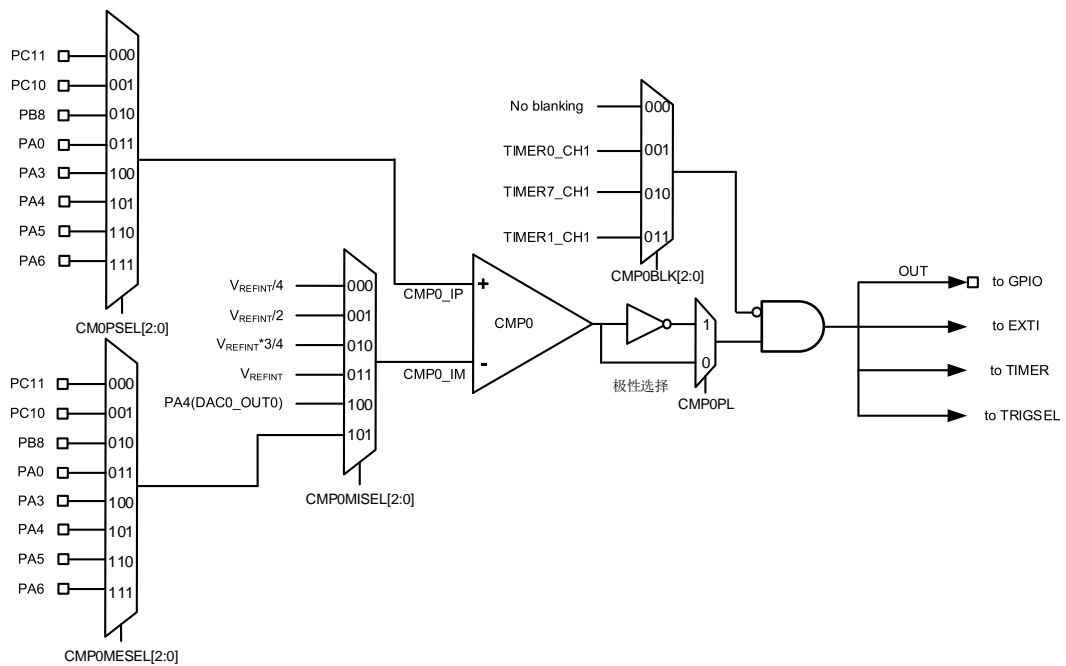 PC11
000
PC10
001
PB8
010
PA0
011
PA3
100
PA4
101
PA5
110
PA6
111
CM0PSEL[2:0]
PC11
000
PC10
001
PB8
010
PA0
011
PA3
100
PA4
101
PA5
110
PA6
111
CMP0MESEL[2:0]
VREFINT/4
000
VREFINT/2
001
VREFINT*3/4
010
VREFINT
011
PA4(DAC0_OUT0)
100
101
CMP0MISEL[2:0]
CMP0_IP
CMP0_IM
+
CMP0
-
No blanking
000
TIMER0_CH1
001
TIMER7_CH1
010
TIMER1_CH1
011
CMP0BLK[2:0]
1
0
极性选择
CMP0PL
OUT
to GPIO
to EXTI
to TIMER
to TRIGSEL